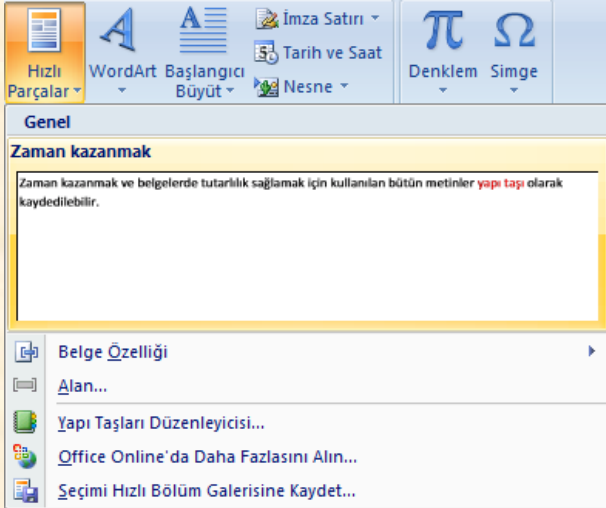 Hızlı Parçalar
WordArt
Başlangıcı Büyüt
İmza Satırı
Tarih ve Saat
Nesne
Denklem
Simge
Genel
Zaman kazanmak
Zaman kazanmak ve belgelerde tutarlılık sağlamak için kullanılan bütün metinler yapı taşı olarak
kaydedilebilir.
Belge Özelliği
Alan...
Yapı Taşları Düzenleyicisi...
Office Online'da Daha Fazlasını Alın...
Seçimi Hızlı Bölüm Galerisine Kaydet...